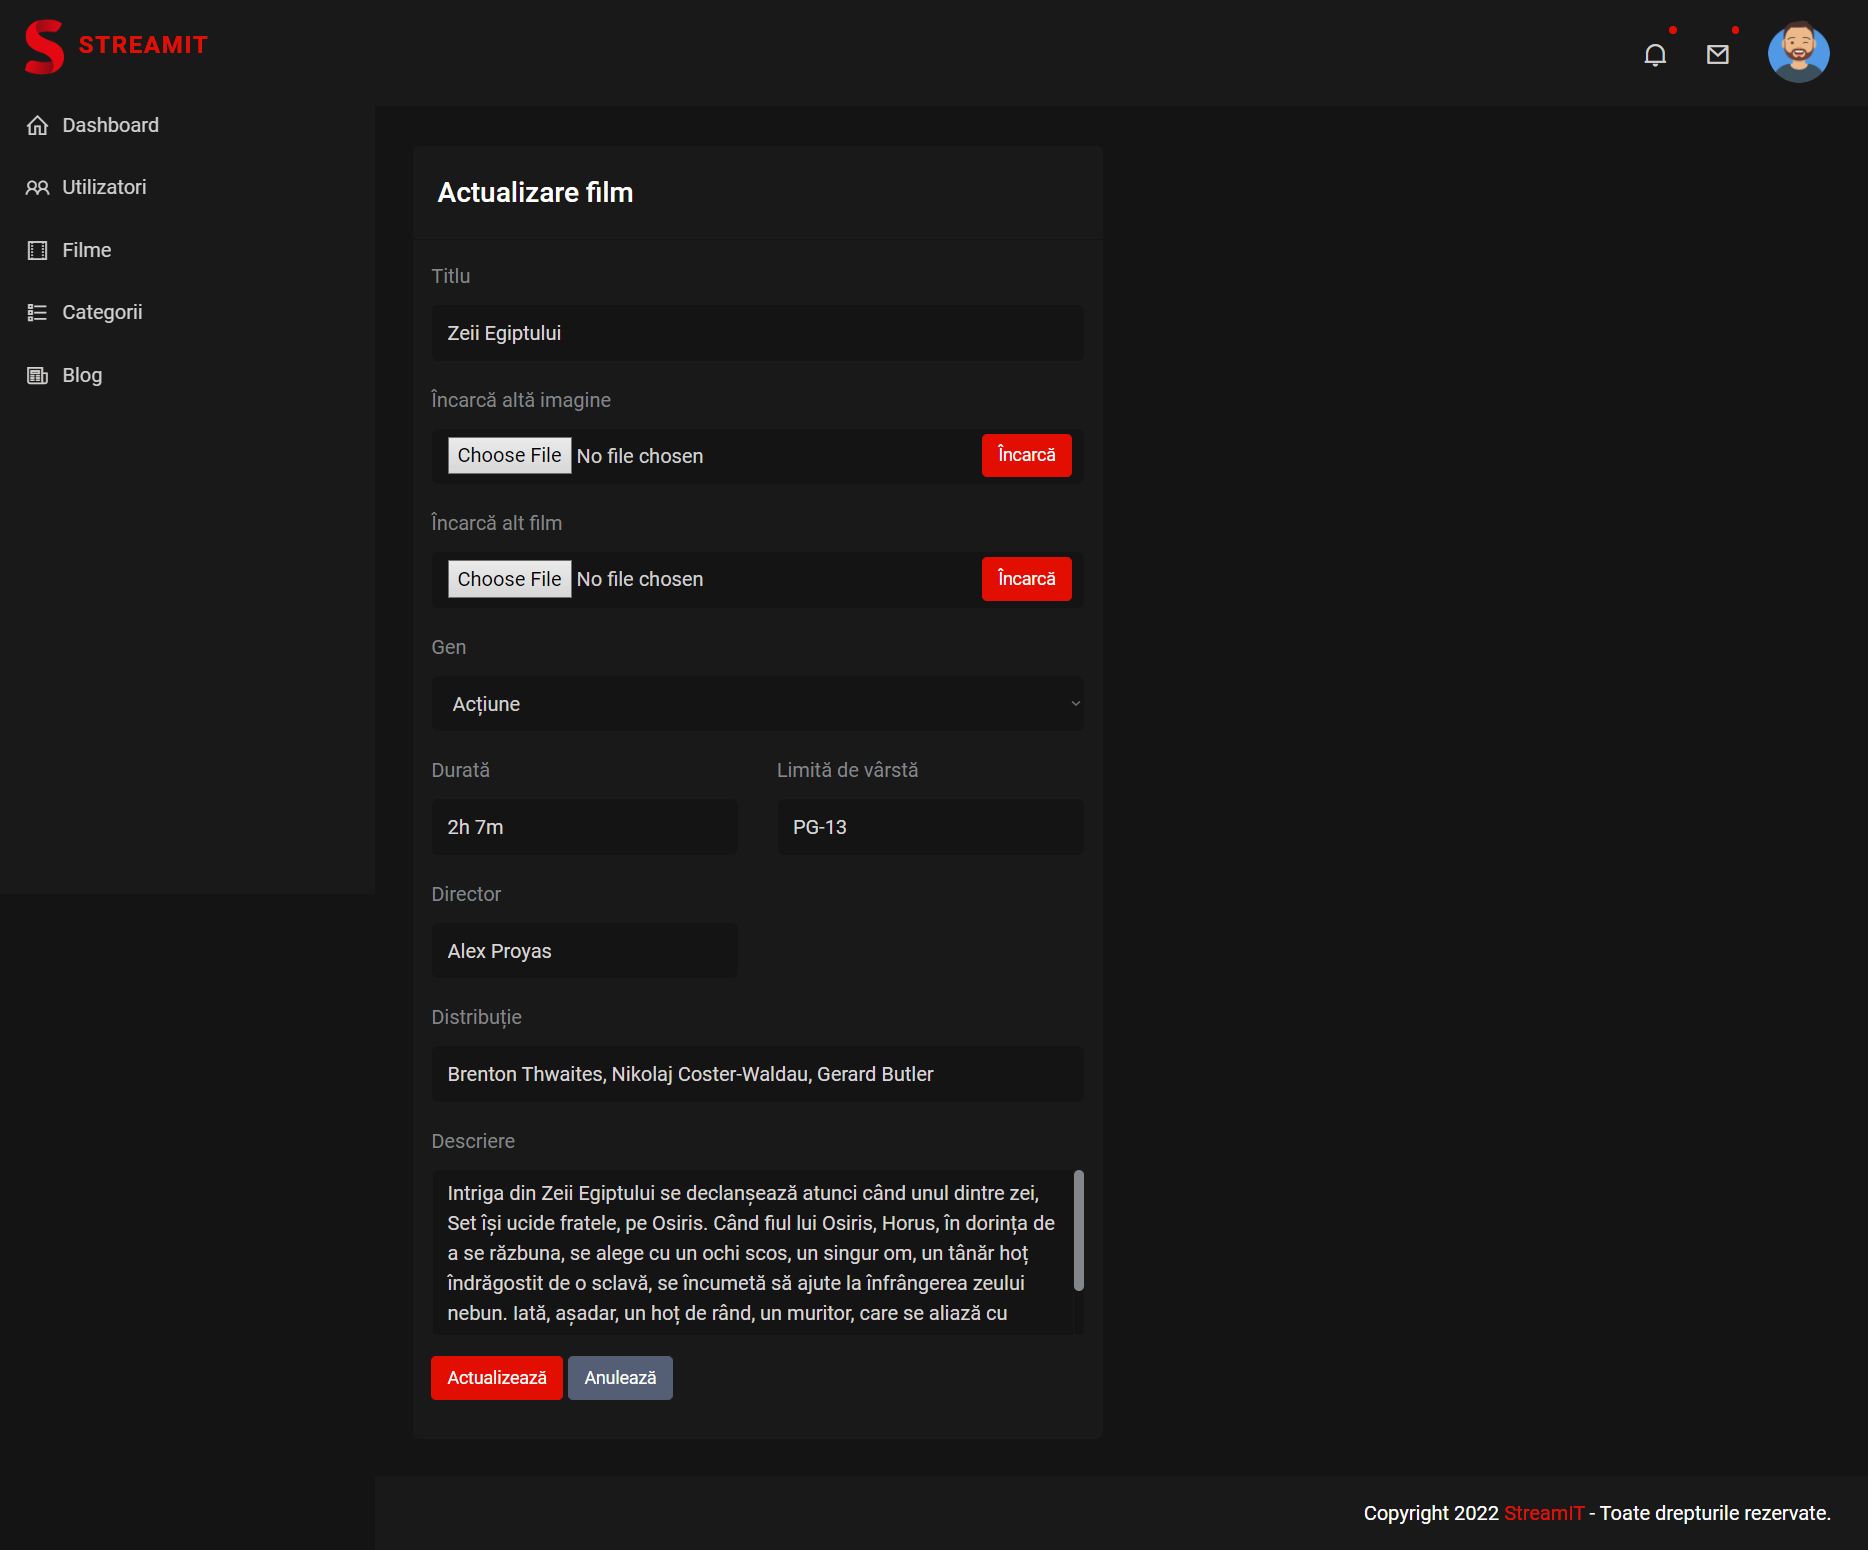 STREAMIT
Dashboard
Utilizatori
Filme
Categorii
Blog
Actualizare film
Titlu
Zeii Egiptului
Încarcă altă imagine
Choose File No file chosen Încarcă
Încarcă alt film
Choose File No file chosen Încarcă
Gen
Acțiune
Durată Limită de vârstă
2h 7m PG-13
Director
Alex Proyas
Distribuție
Brenton Thwaites, Nikolaj Coster-Waldau, Gerard Butler
Descriere
Intriga din Zeii Egiptului se declanșează atunci când unul dintre zei,
Set își ucide fratele, pe Osiris. Când fiul lui Osiris, Horus, în dorința de
a se răzbuna, se alege cu un ochi scos, un singur om, un tânăr hoț
îndrăgostit de o sclavă, se încumetă să ajute la înfrângerea zeului
nebun. Iată, așadar, un hoț de rând, un muritor, care se aliază cu
Actualizează Anulează
Copyright 2022 StreamIT - Toate drepturile rezervate.